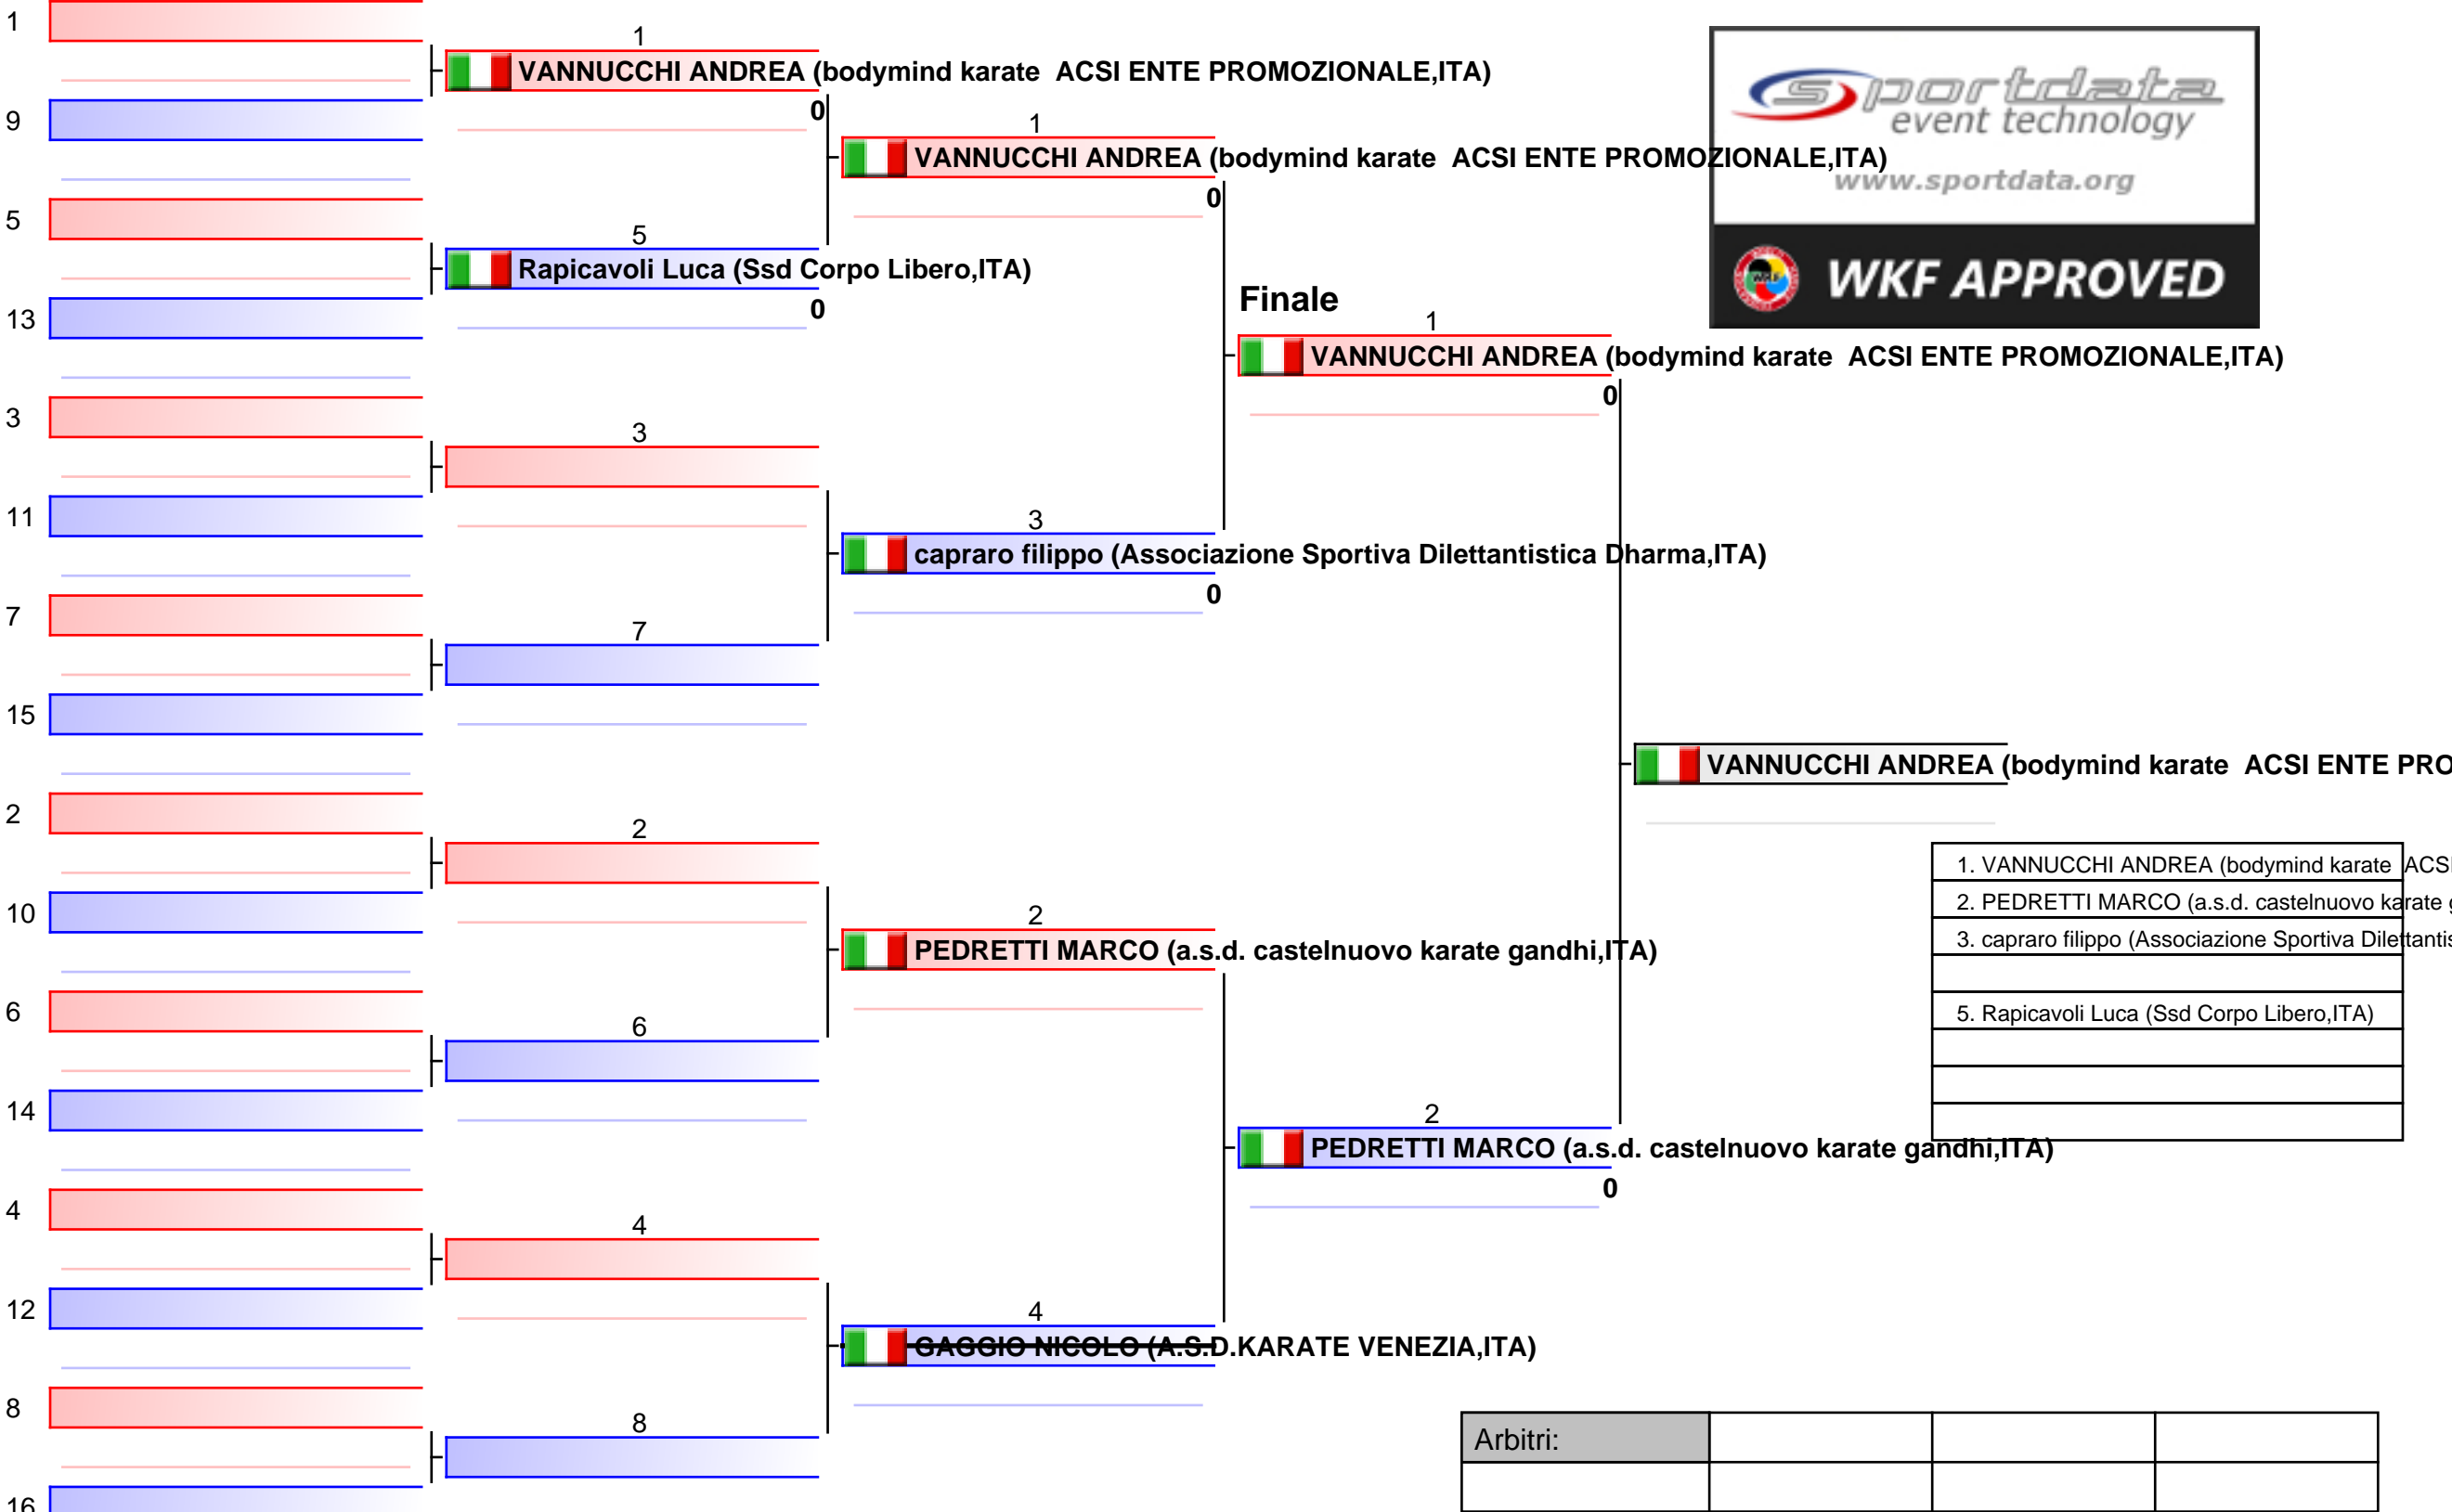 1
9
5
13
3
11
7
15
2
10
6
14
4
12
8
16
1
VANNUCCHI ANDREA (bodymind karate  ACSI ENTE PROMOZIONALE,ITA)
0
5
Rapicavoli Luca (Ssd Corpo Libero,ITA)
0
3
7
2
6
4
8
1
VANNUCCHI ANDREA (bodymind karate  ACSI ENTE PROMOZIONALE,ITA)
0
3
capraro filippo (Associazione Sportiva Dilettantistica Dharma,ITA)
0
2
PEDRETTI MARCO (a.s.d. castelnuovo karate gandhi,ITA)
4
GAGGIO NICOLO (A.S.D.KARATE VENEZIA,ITA)
Finale
1
VANNUCCHI ANDREA (bodymind karate  ACSI ENTE PROMOZIONALE,ITA)
0
2
PEDRETTI MARCO (a.s.d. castelnuovo karate gandhi,ITA)
0
VANNUCCHI ANDREA (bodymind karate  ACSI ENTE PRO
sportdata
event technology
www.sportdata.org
WKF APPROVED
1. VANNUCCHI ANDREA (bodymind karate  ACSI
2. PEDRETTI MARCO (a.s.d. castelnuovo karate g
3. capraro filippo (Associazione Sportiva Dilettantis
5. Rapicavoli Luca (Ssd Corpo Libero,ITA)
Arbitri: